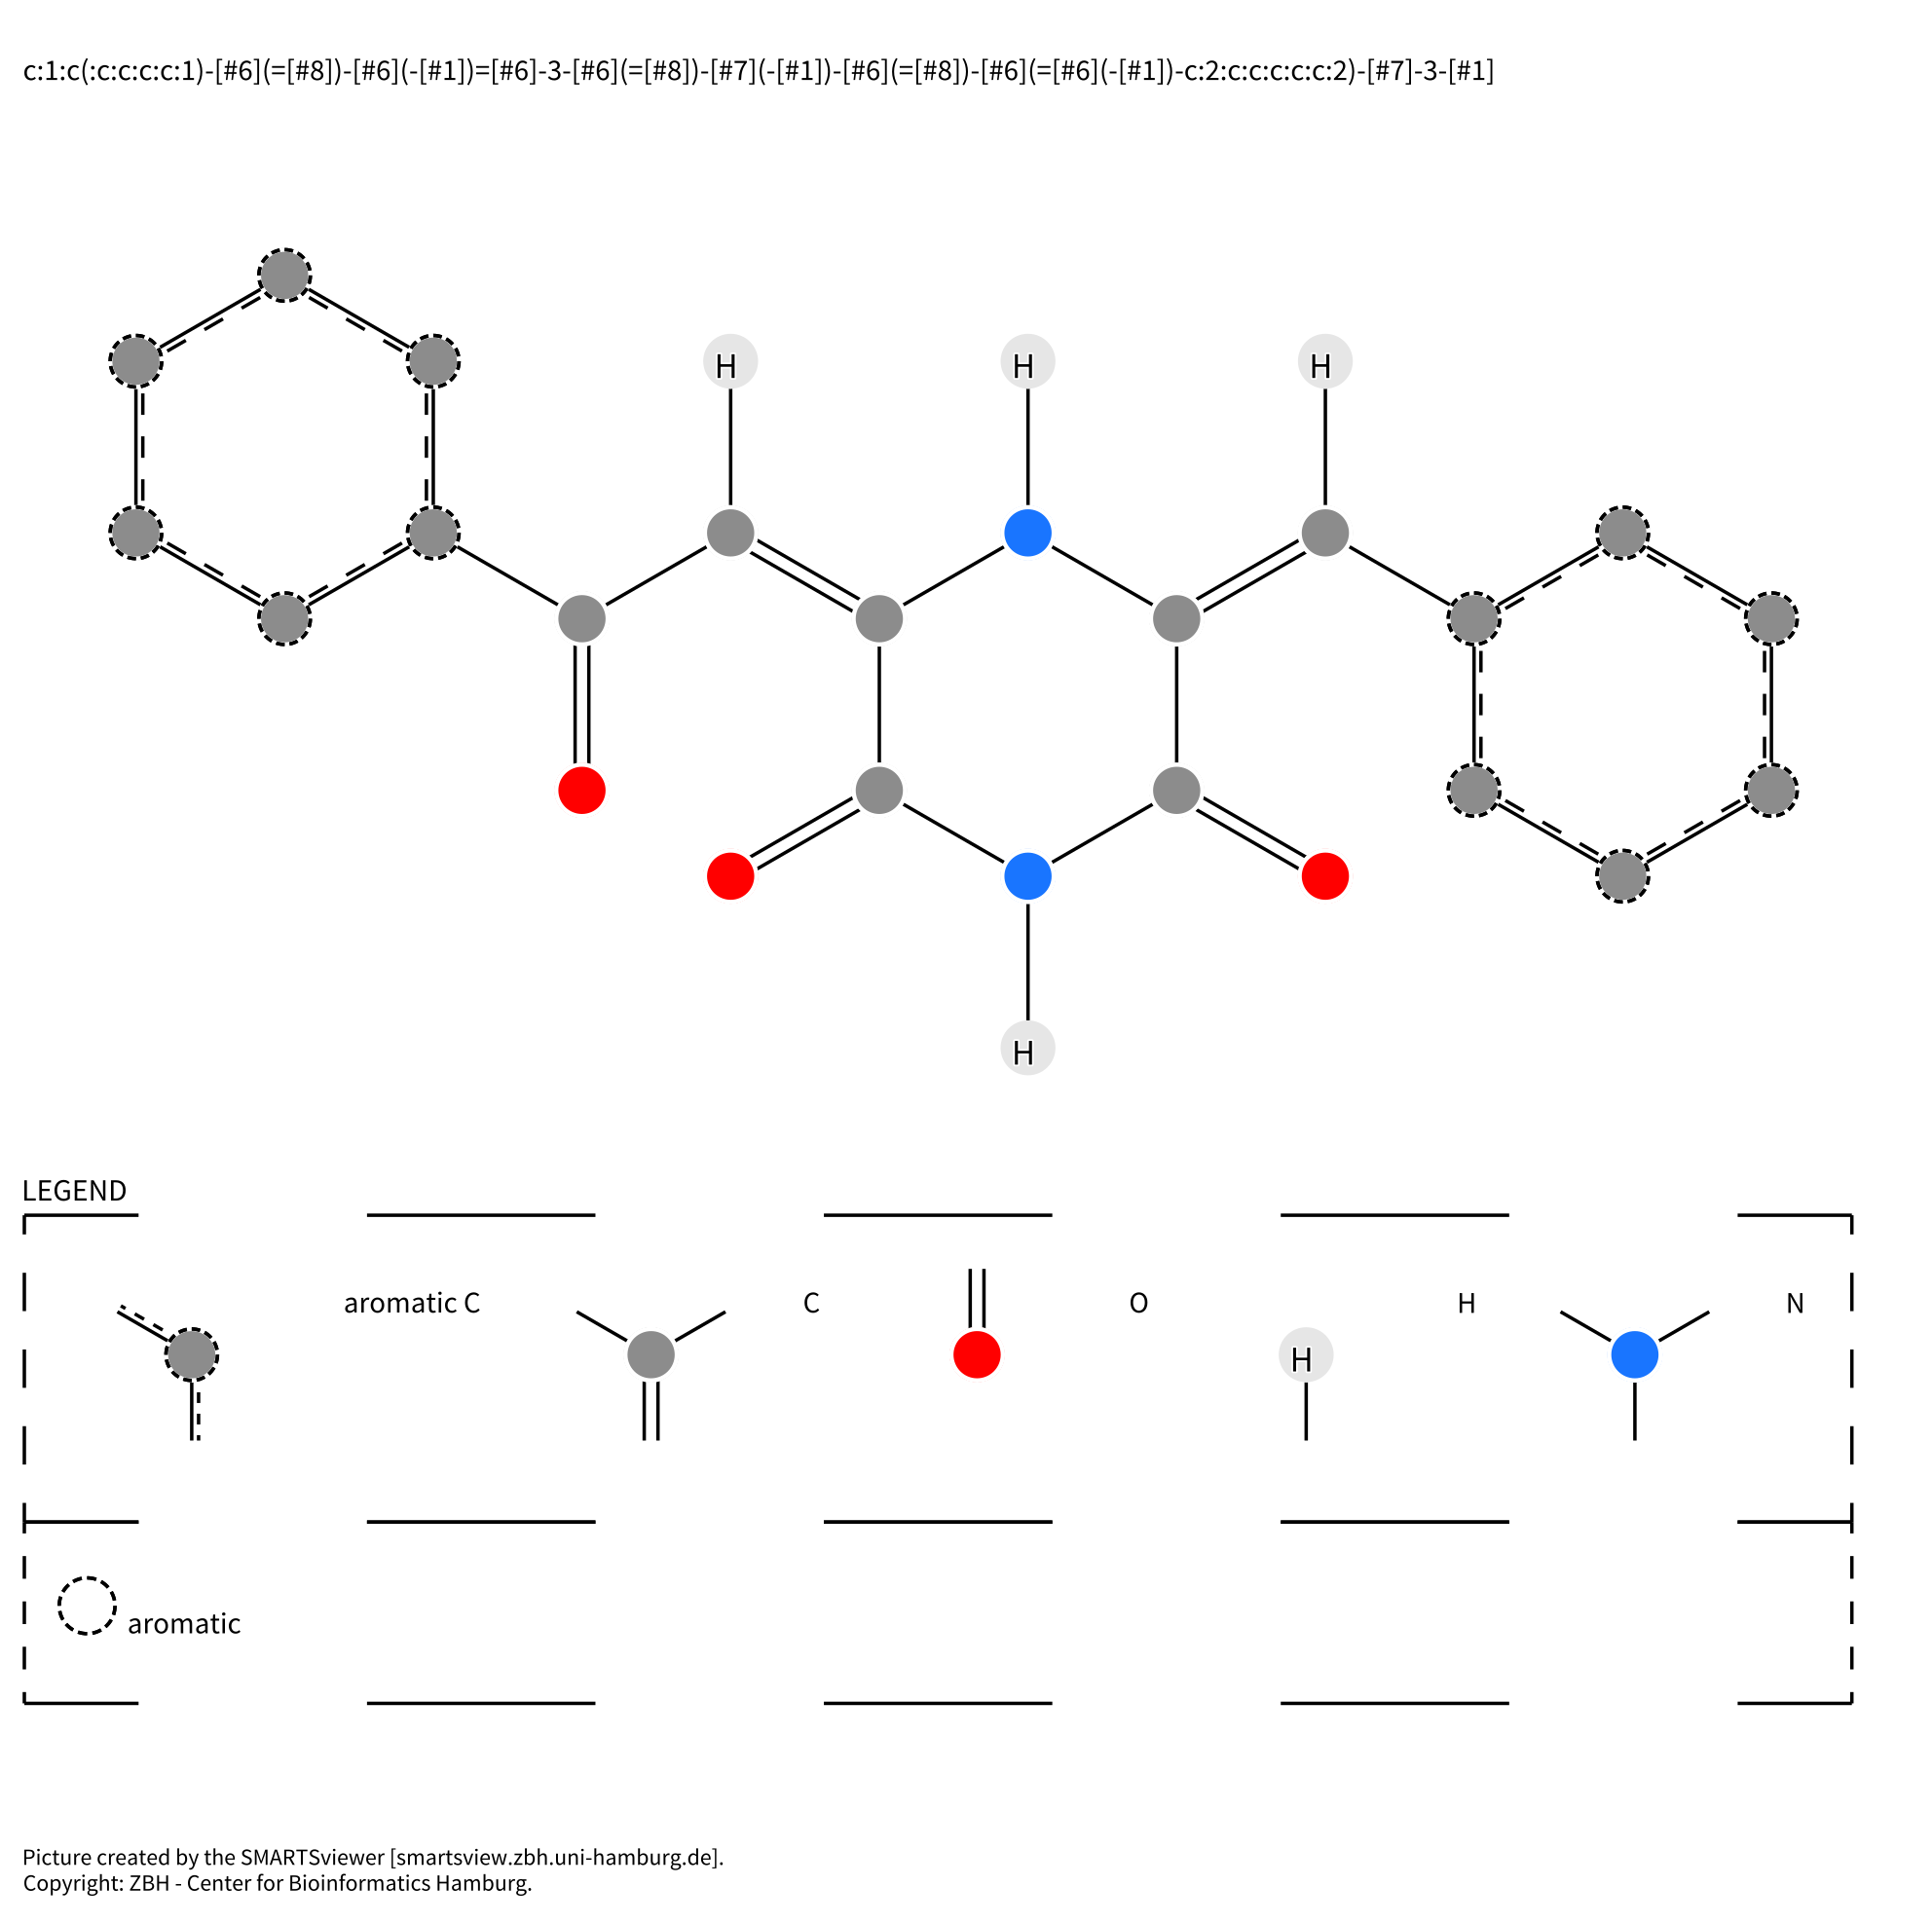 c:1:c(:c:c:c:c:1)-[#6](=[#8])-[#6](-[#1])=[#6]-3-[#6](=[#8])-[#7](-[#1])-[#6](=[#8])-[#6](=[#6](-[#1])-c:2:c:c:c:c:c:2)-[#7]-3-[#1]
H H H
H
LEGEND
aromatic C C O H N
H
aromatic
Picture created by the SMARTSviewer [smartsview.zbh.uni-hamburg.de].
Copyright: ZBH - Center for Bioinformatics Hamburg.